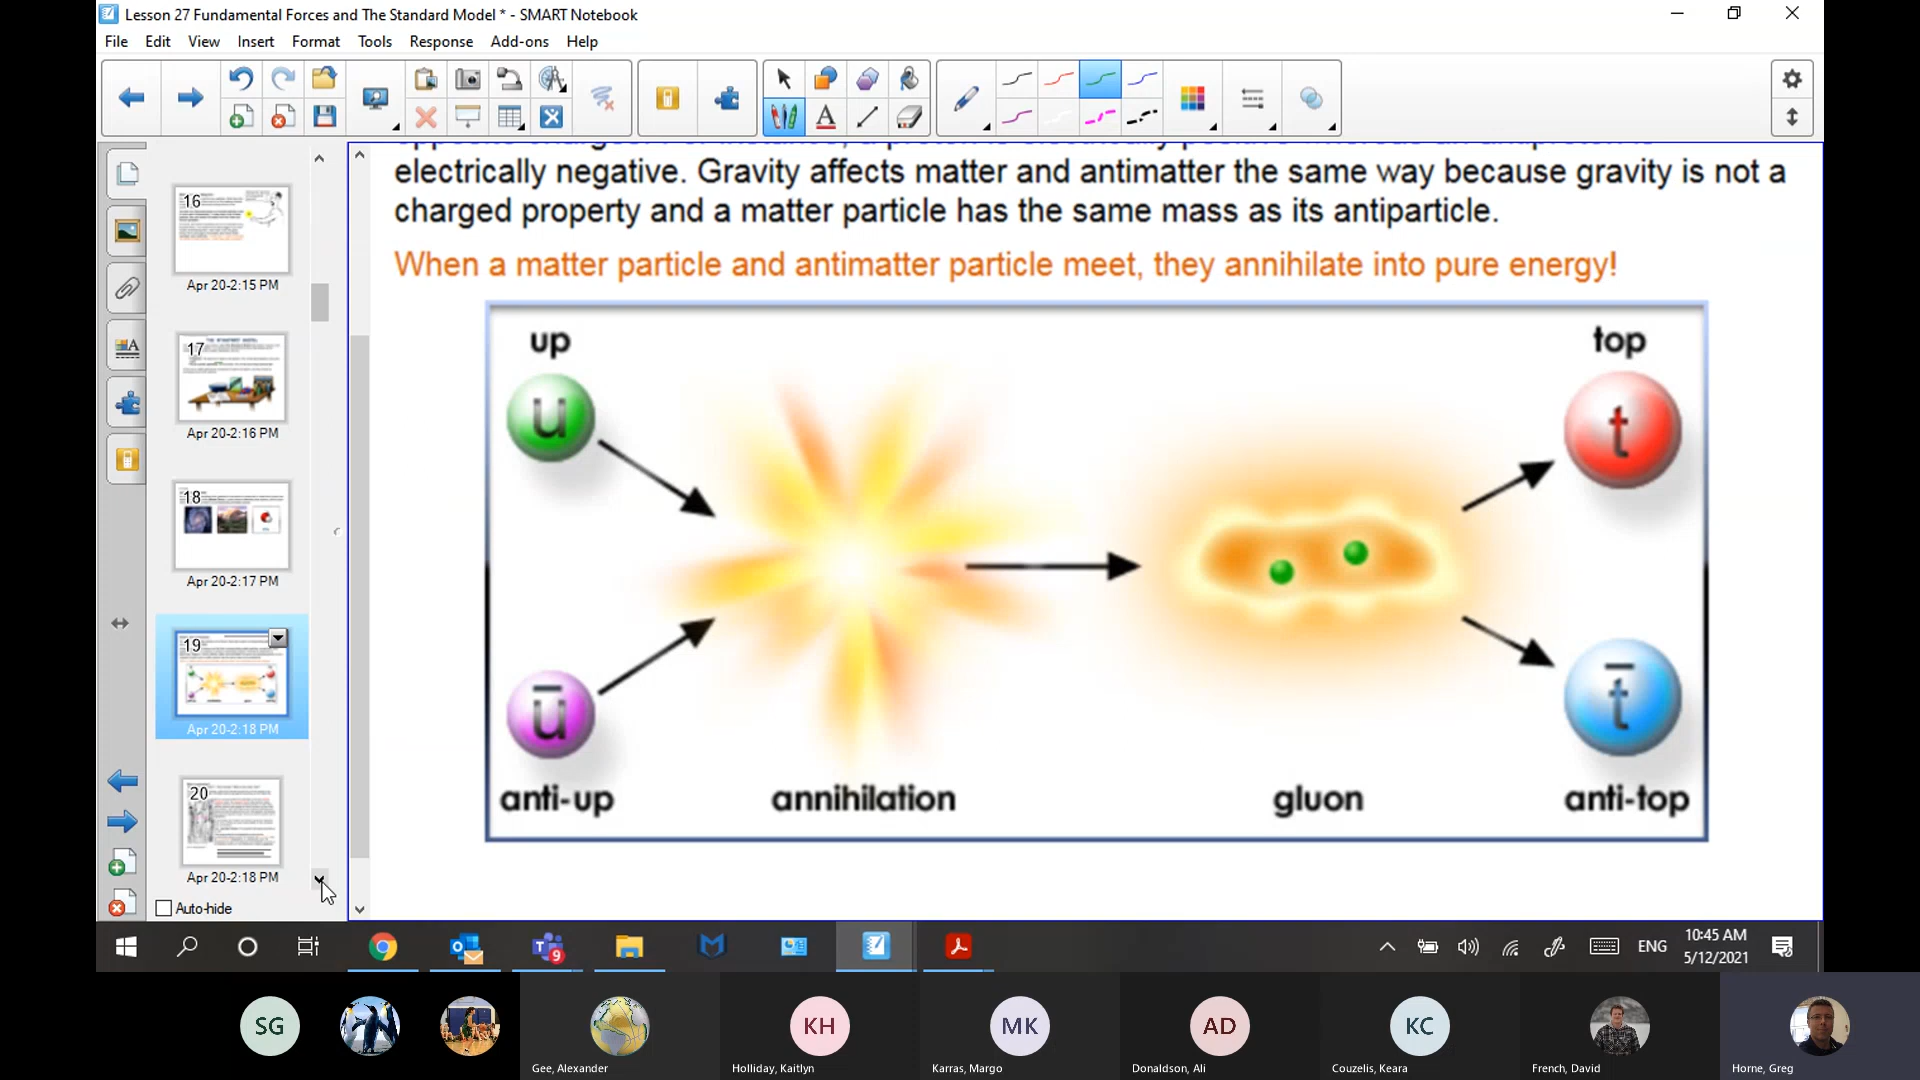 Lesson 27 Fundamental Forces and The Standard Model * - SMART Notebook
File Edit View Insert Format Tools Response Add-ons Help
electrically negative. Gravity affects matter and antimatter the same way because gravity is not a
charged property and a matter particle has the same mass as its antiparticle.
When a matter particle and antimatter particle meet, they annihilate into pure energy!
up
top
u
t
u̅
t̅
anti-up
annihilation
gluon
anti-top
16
Apr 20-2:15 PM
17
Apr 20-2:16 PM
18
Apr 20-2:17 PM
19
Apr 20-2:18 PM
20
Apr 20-2:18 PM
Auto-hide
9
ENG
10:45 AM
5/12/2021
SG
KH
MK
AD
KC
Gee, Alexander
Holliday, Kaitlyn
Karras, Margo
Donaldson, Ali
Couzelis, Keara
French, David
Horne, Greg